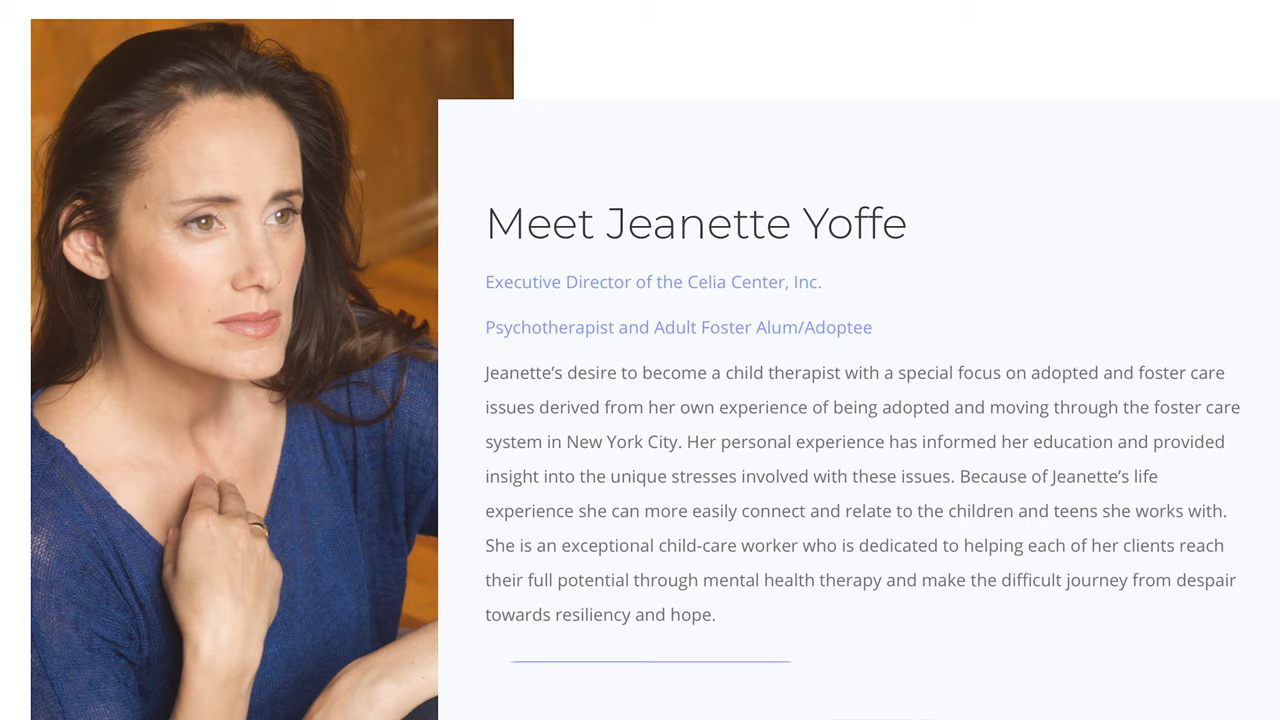 Meet Jeanette Yoffe
Executive Director of the Celia Center, Inc.
Psychotherapist and Adult Foster Alum/Adoptee
Jeanette’s desire to become a child therapist with a special focus on adopted and foster care
issues derived from her own experience of being adopted and moving through the foster care
system in New York City. Her personal experience has informed her education and provided
insight into the unique stresses involved with these issues. Because of Jeanette’s life
experience she can more easily connect and relate to the children and teens she works with.
She is an exceptional child-care worker who is dedicated to helping each of her clients reach
their full potential through mental health therapy and make the difficult journey from despair
towards resiliency and hope.